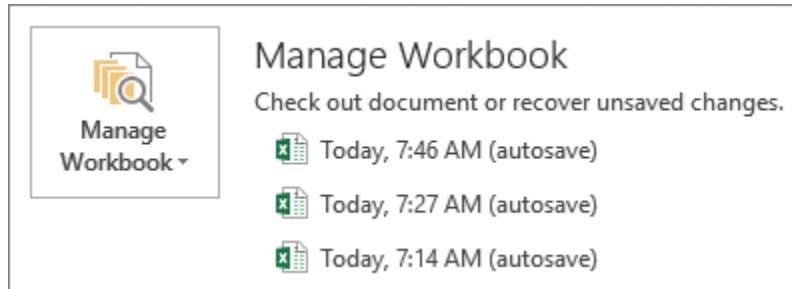 Manage Workbook
Check out document or recover unsaved changes.
Manage
Workbook
Today, 7:46 AM (autosave)
Today, 7:27 AM (autosave)
Today, 7:14 AM (autosave)